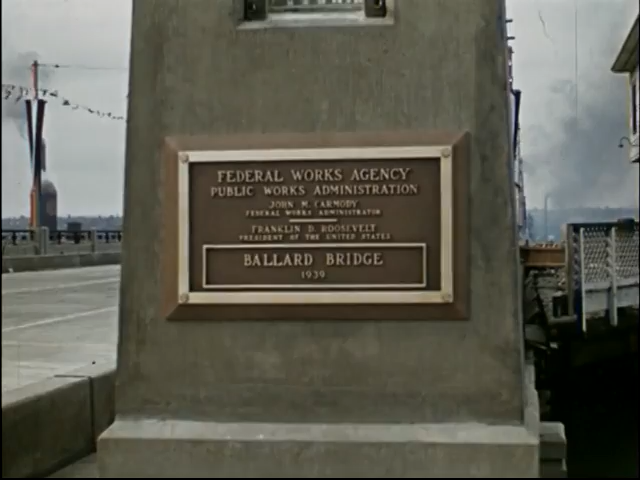 FEDERAL WORKS AGENCY
PUBLIC WORKS ADMINISTRATION
JOHN M. CARMODY
FEDERAL WORKS ADMINISTRATOR
FRANKLIN D. ROOSEVELT
PRESIDENT OF THE UNITED STATES
BALLARD BRIDGE
1939